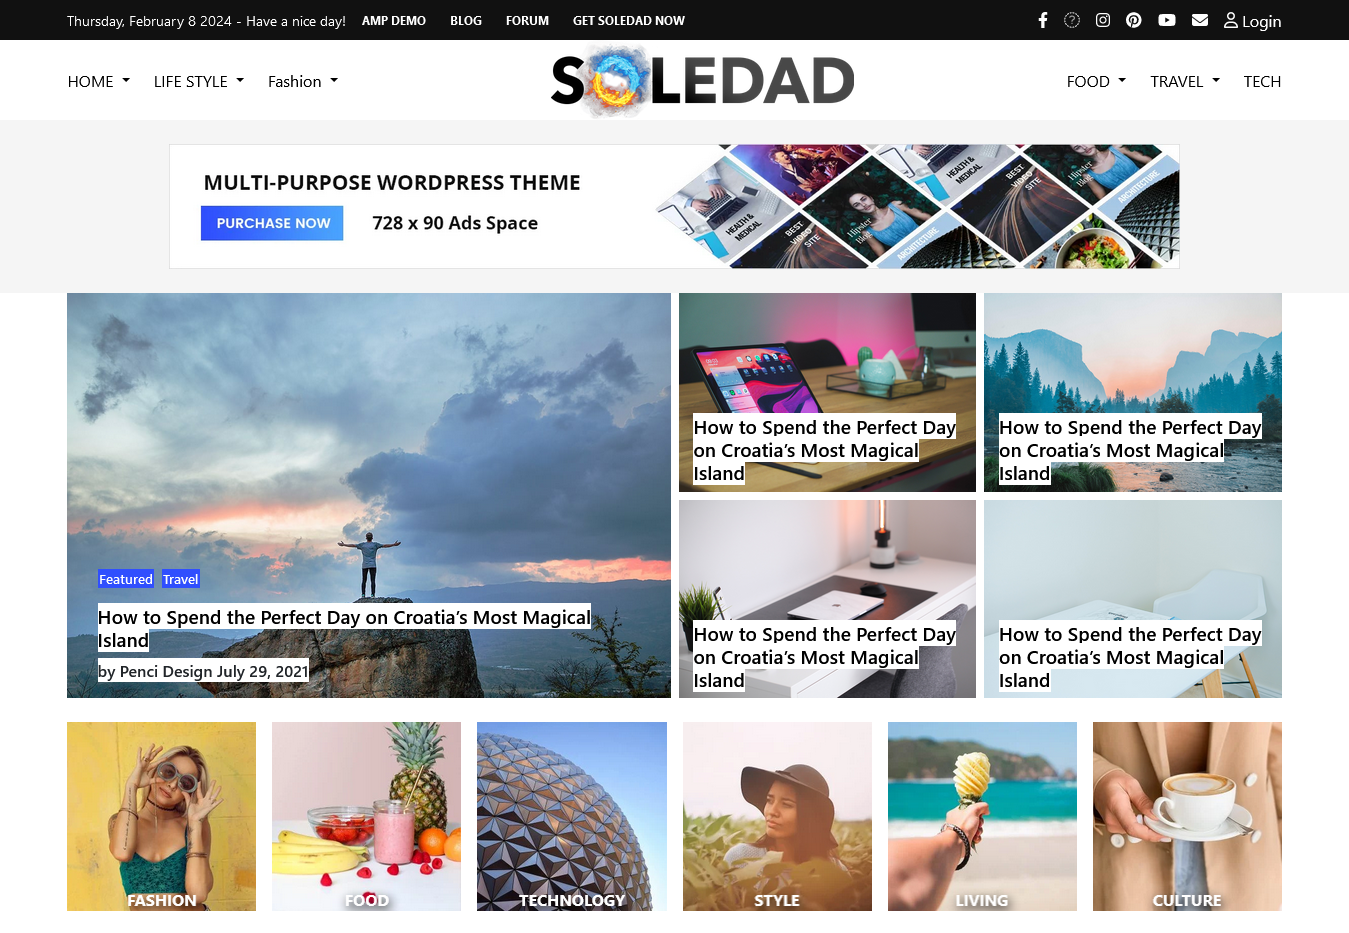 Thursday, February 8 2024 - Have a nice day! AMP DEMO BLOG FORUM GET SOLEDAD NOW Login
HOME LIFE STYLE Fashion SOLEDAD FOOD TRAVEL TECH
MULTI-PURPOSE WORDPRESS THEME
PURCHASE NOW 728 x 90 Ads Space
HEALTH &
MEDICAL
BEST
VIDEO
SITE
Hipster
Blog
ARCHITECTURE
HEALTH &
MEDICAL
BEST
VIDEO
SITE
Hipster
Blog
ARCHITECTURE
Featured Travel
How to Spend the Perfect Day on Croatia’s Most Magical
Island
by Penci Design July 29, 2021
How to Spend the Perfect Day
on Croatia’s Most Magical
Island
How to Spend the Perfect Day
on Croatia’s Most Magical
Island
How to Spend the Perfect Day
on Croatia’s Most Magical
Island
How to Spend the Perfect Day
on Croatia’s Most Magical
Island
FASHION FOOD TECHNOLOGY STYLE LIVING CULTURE